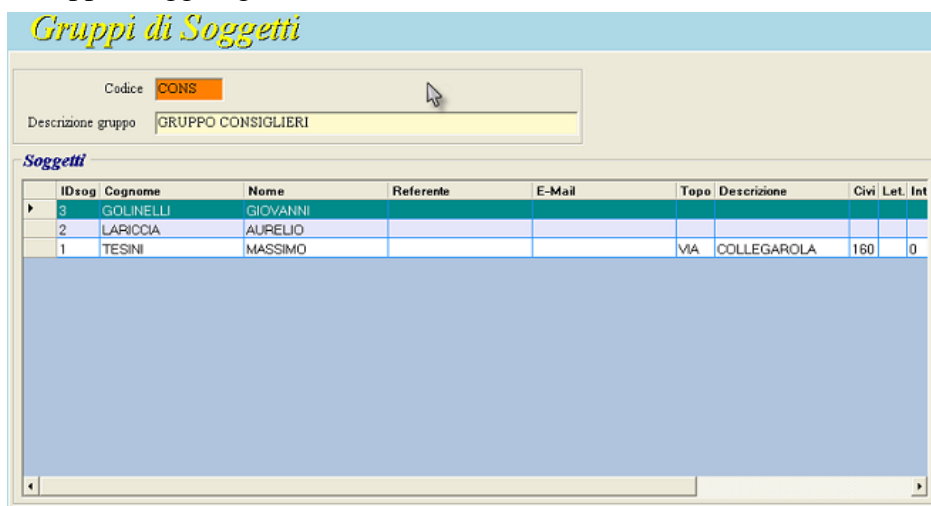 Gruppi di Soggetti
Codice CONS
Descrizione gruppo GRUPPO CONSIGLIERI
Soggetti
IDsog Cognome Nome Referente E-Mail Topo Descrizione Civi Let. Int
3 GOLINELLI GIOVANNI
2 LARICCIA AURELIO
1 TESINI MASSIMO VIA COLLEGAROLA 160 0